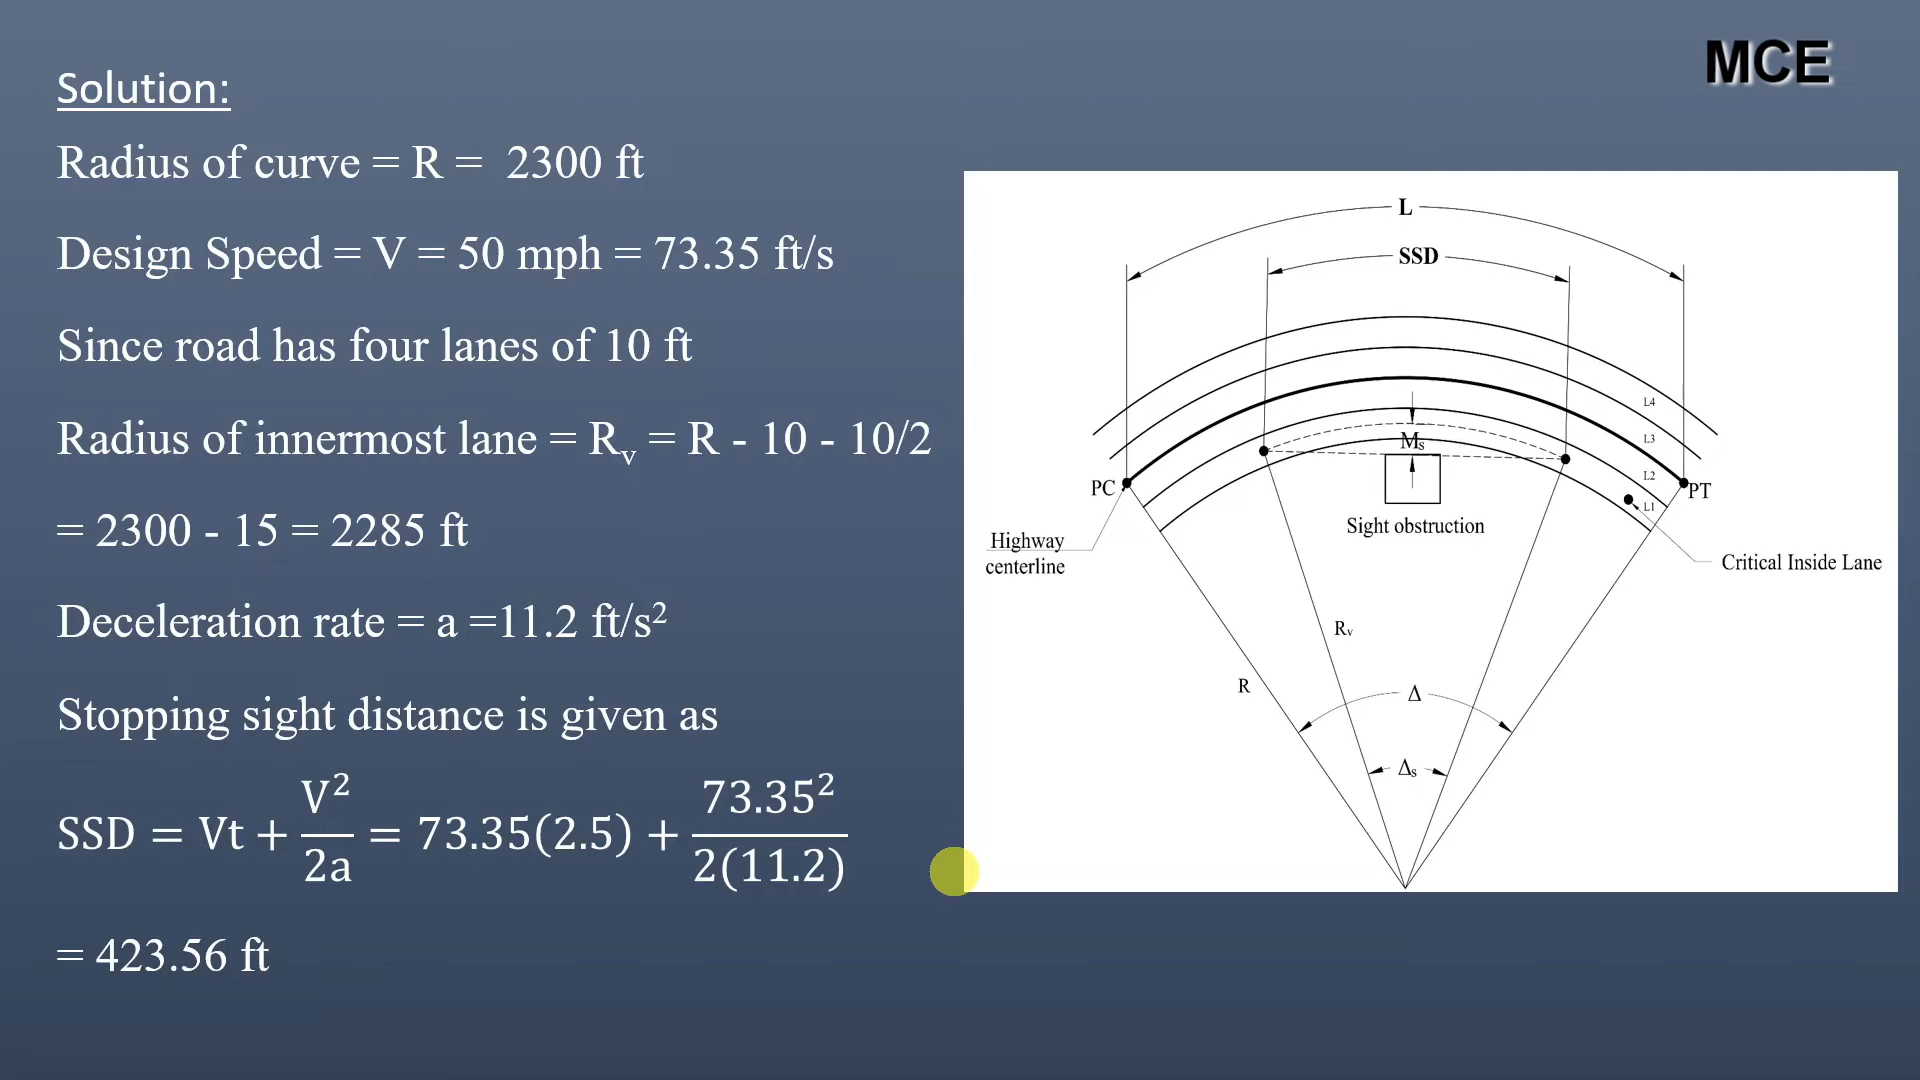 MCE
Solution:
Radius of curve = R = 2300 ft
Design Speed = V = 50 mph = 73.35 ft/s
Since road has four lanes of 10 ft
Radius of innermost lane = Rᵥ = R - 10 - 10/2
= 2300 - 15 = 2285 ft
Deceleration rate = a =11.2 ft/s²
Stopping sight distance is given as
SSD = Vt + V²/2a = 73.35(2.5) + 73.35²/2(11.2)
= 423.56 ft
L
SSD
L4
L3
Mₛ
L2
PC
PT
L1
Sight obstruction
Highway
centerline
Critical Inside Lane
Rᵥ
R
Δ
Δₛ